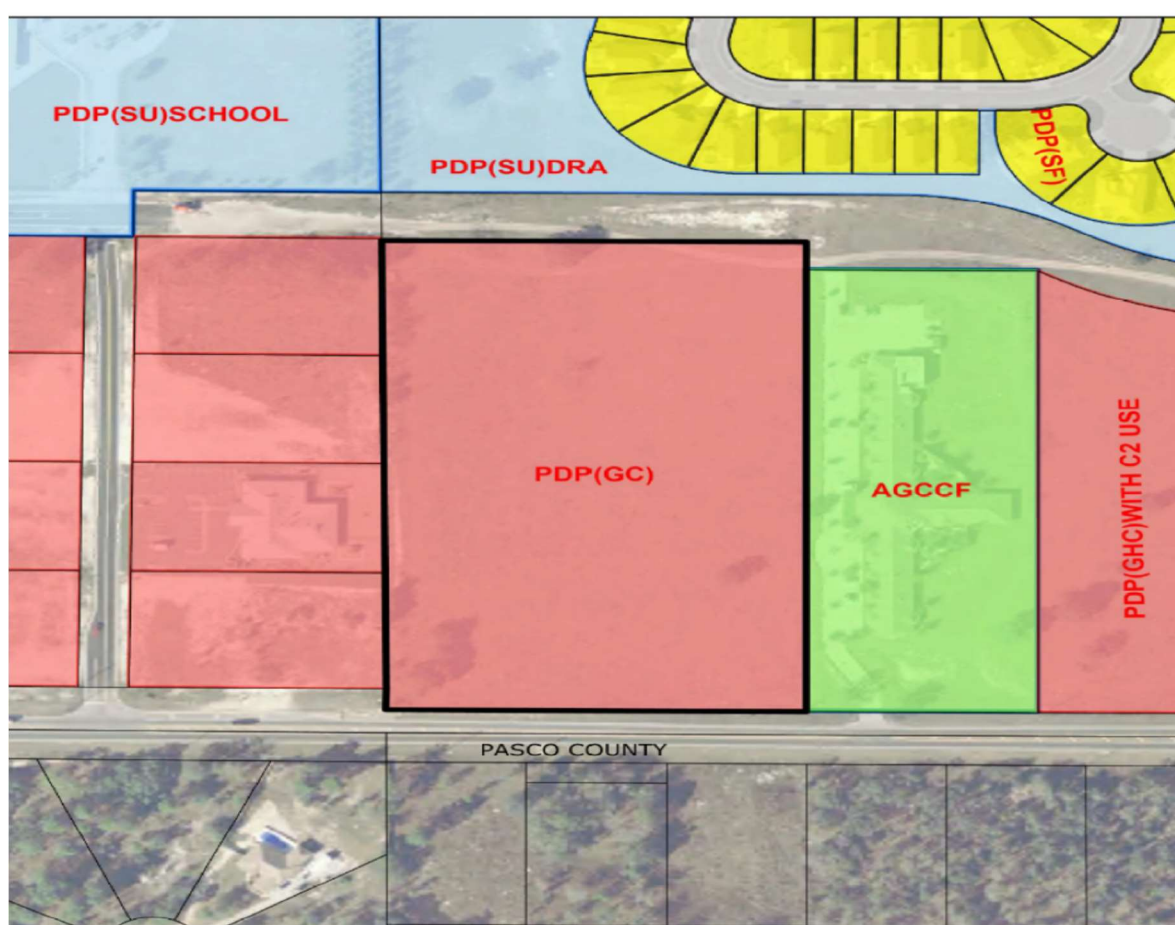 PDP(SU)SCHOOL
PDP(SU)DRA
PDP(SF)
PDP(GC)
AGCCF
PDP(GHC)WITH C2 USE
PASCO COUNTY